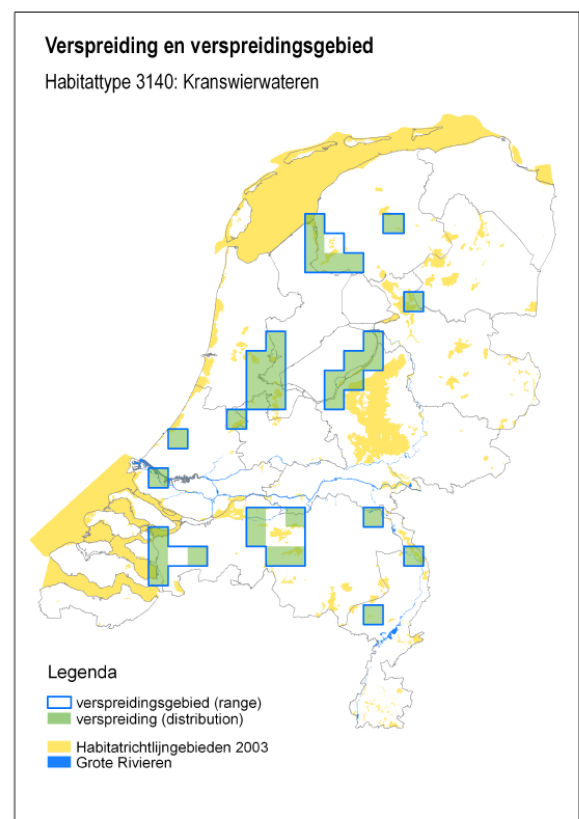 Verspreiding en verspreidingsgebied
Habitattype 3140: Kranswierwateren
Legenda
verspreidingsgebied (range)
verspreiding (distribution)
Habitatrichtlijngebieden 2003
Grote Rivieren